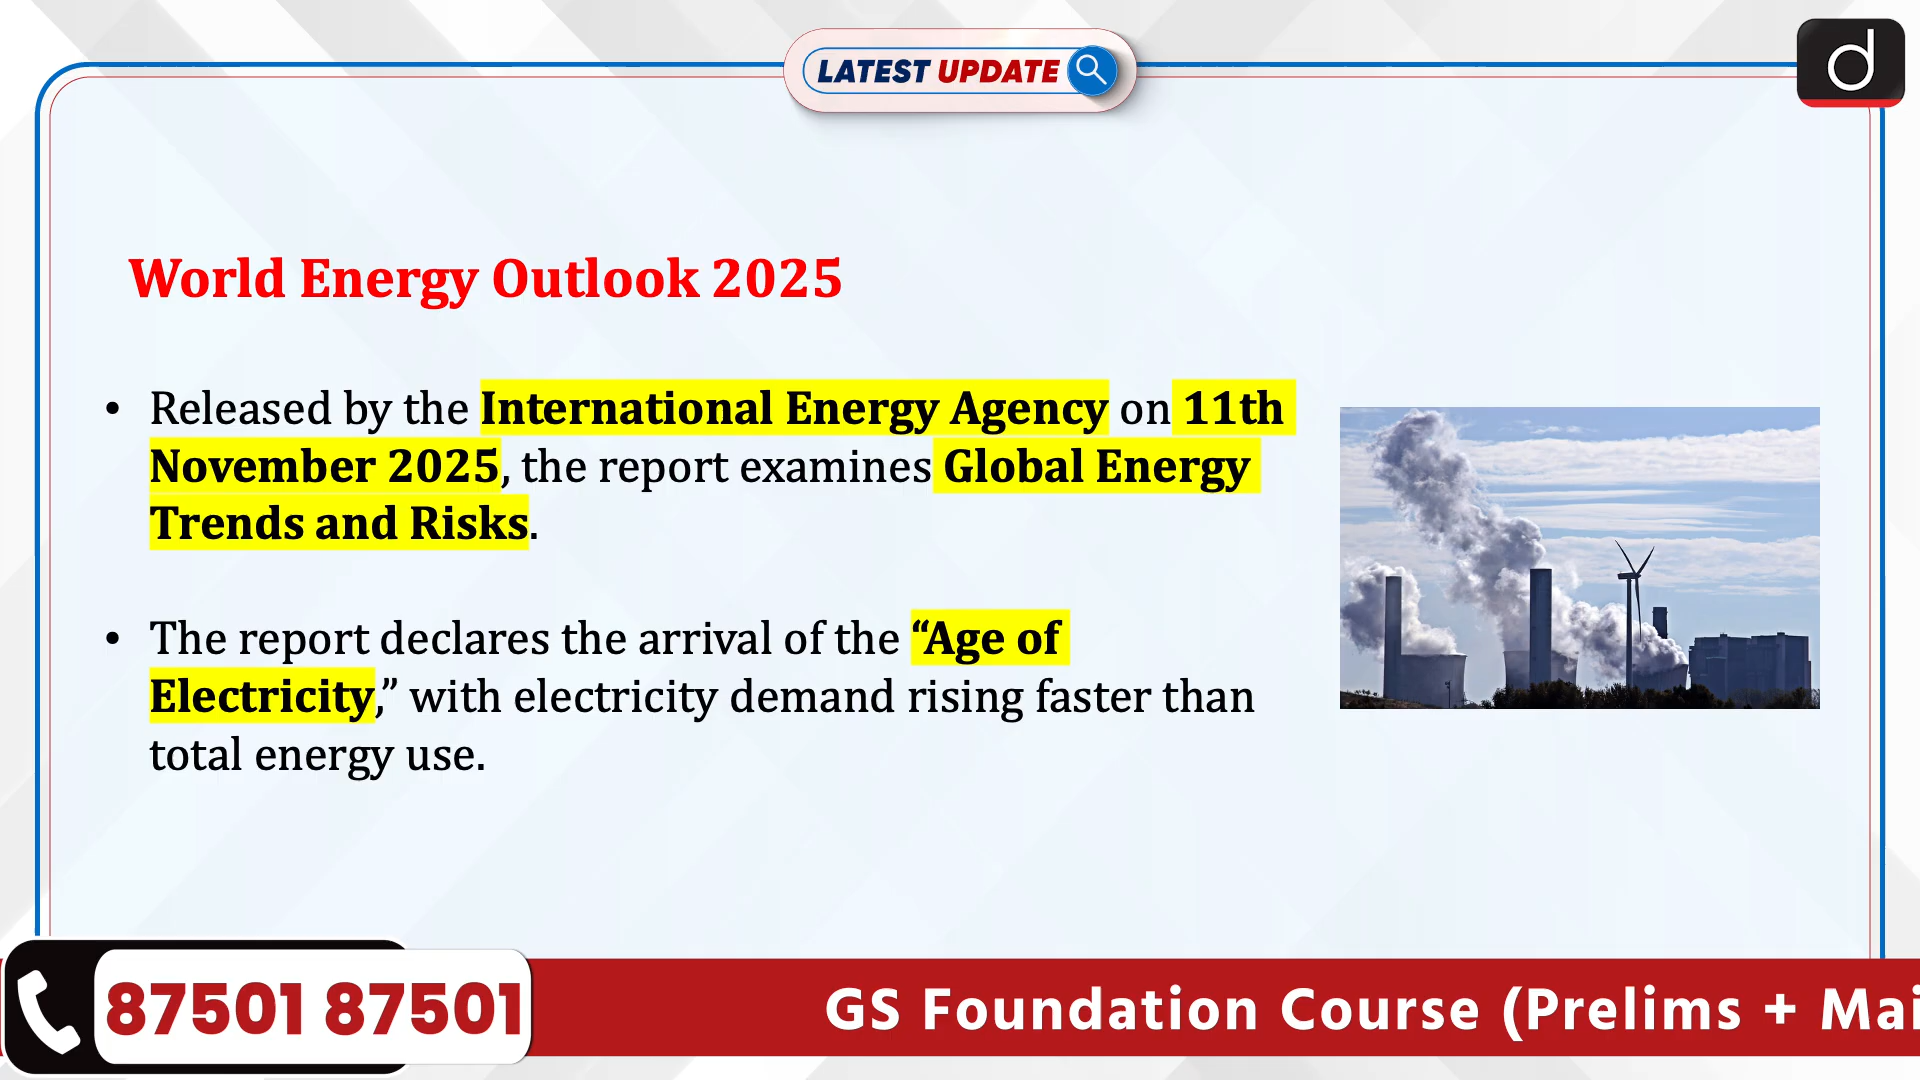 LATEST UPDATE
d
World Energy Outlook 2025
• Released by the International Energy Agency on 11th
November 2025, the report examines Global Energy
Trends and Risks.
• The report declares the arrival of the “Age of
Electricity,” with electricity demand rising faster than
total energy use.
87501 87501
GS Foundation Course (Prelims + Mai